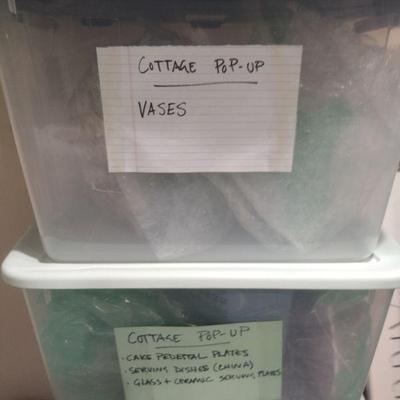 COTTAGE POP-UP
VASES
COTTAGE POP-UP
· CAKE PEDESTAL PLATES
· SERVING DISHES (CHINA)
· GLASS + CERAMIC SERVING PLATES